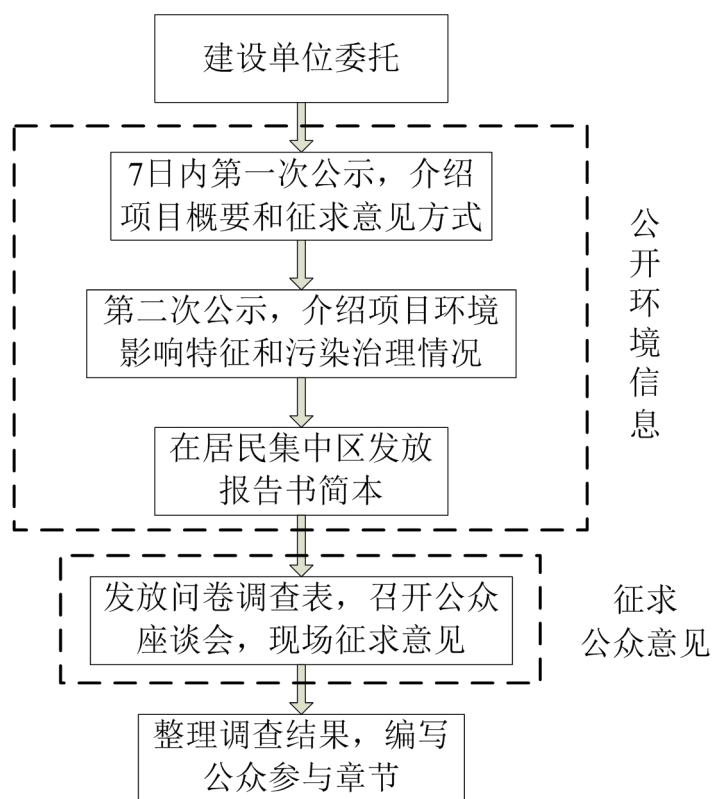 建设单位委托
7日内第一次公示，介绍
项目概要和征求意见方式
第二次公示，介绍项目环境
影响特征和污染治理情况
在居民集中区发放
报告书简本
公
开
环
境
信
息
发放问卷调查表，召开公众
座谈会，现场征求意见
征求
公众意见
整理调查结果，编写
公众参与章节